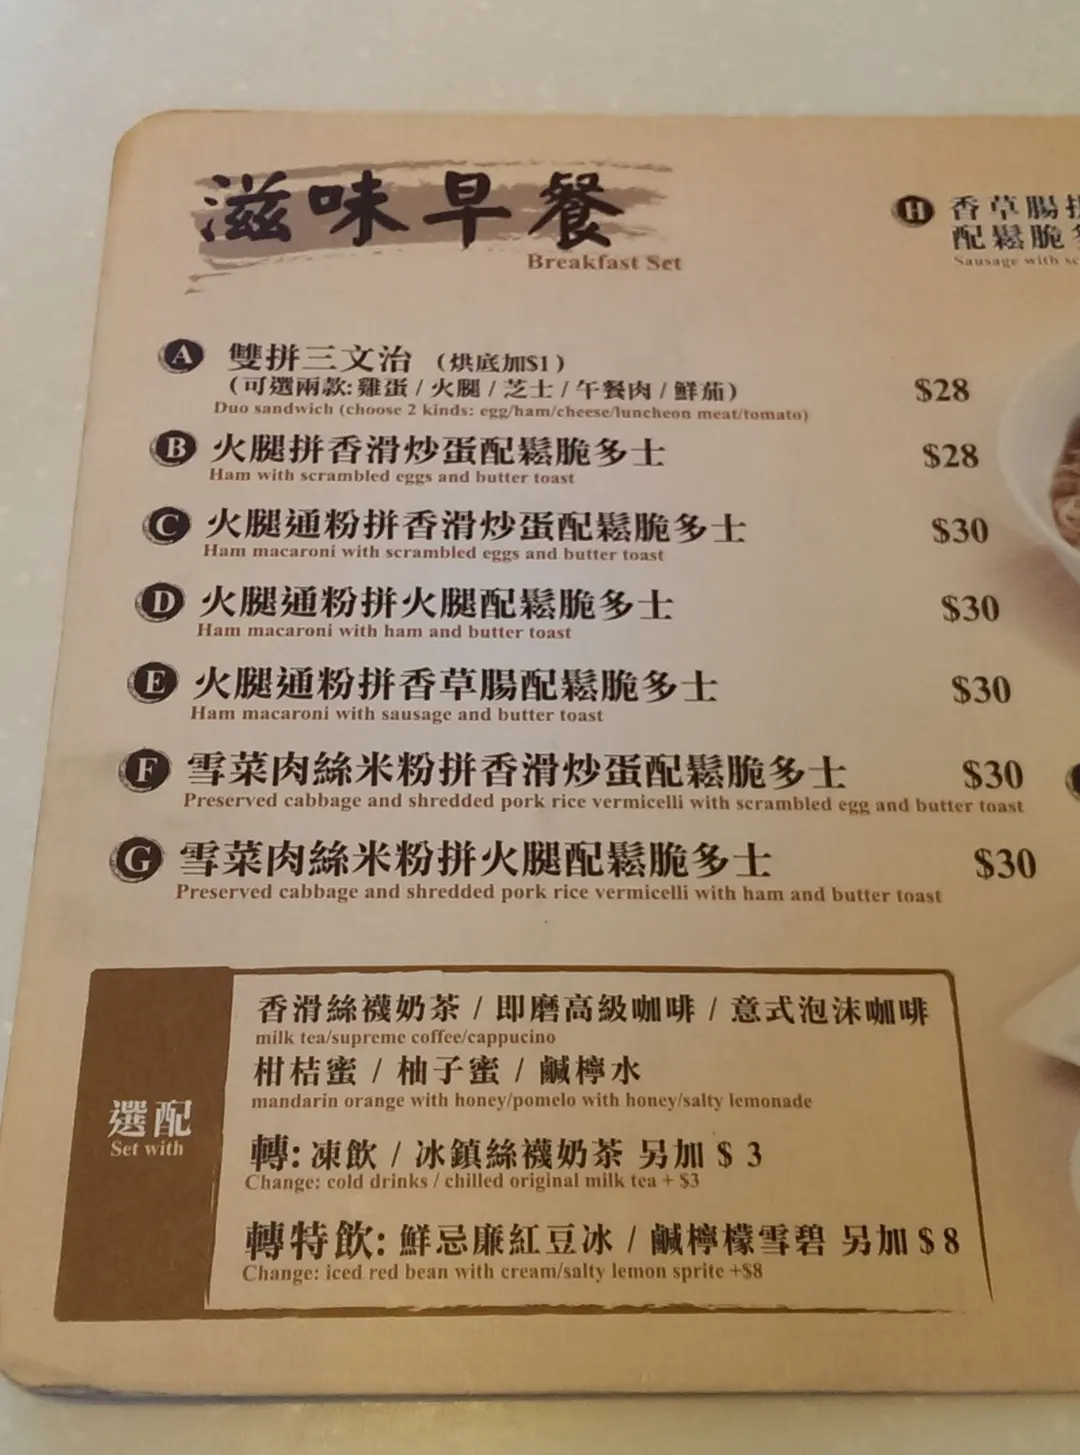 滋味早餐
Breakfast Set
A 雙拼三文治 (烘底加$1)
(可選兩款: 雞蛋 / 火腿 / 芝士 / 午餐肉 / 鮮茄) $28
Duo sandwich (choose 2 kinds: egg/ham/cheese/luncheon meat/tomato)
B 火腿拼香滑炒蛋配鬆脆多士 $28
Ham with scrambled eggs and butter toast
C 火腿通粉拼香滑炒蛋配鬆脆多士 $30
Ham macaroni with scrambled eggs and butter toast
D 火腿通粉拼火腿配鬆脆多士 $30
Ham macaroni with ham and butter toast
E 火腿通粉拼香草腸配鬆脆多士 $30
Ham macaroni with sausage and butter toast
F 雪菜肉絲米粉拼香滑炒蛋配鬆脆多士 $30
Preserved cabbage and shredded pork rice vermicelli with scrambled egg and butter toast
G 雪菜肉絲米粉拼火腿配鬆脆多士 $30
Preserved cabbage and shredded pork rice vermicelli with ham and butter toast
選配
Set with
香滑絲襪奶茶 / 即磨高級咖啡 / 意式泡沫咖啡
milk tea/supreme coffee/cappucino
柑桔蜜 / 柚子蜜 / 鹹檸水
mandarin orange with honey/pomelo with honey/salty lemonade
轉: 凍飲 / 冰鎮絲襪奶茶 另加 $ 3
Change: cold drinks / chilled original milk tea + $3
轉特飲: 鮮忌廉紅豆冰 / 鹹檸檬雪碧 另加 $ 8
Change: iced red bean with cream/salty lemon sprite +$8
H 香草腸
配鬆脆
Sausage with